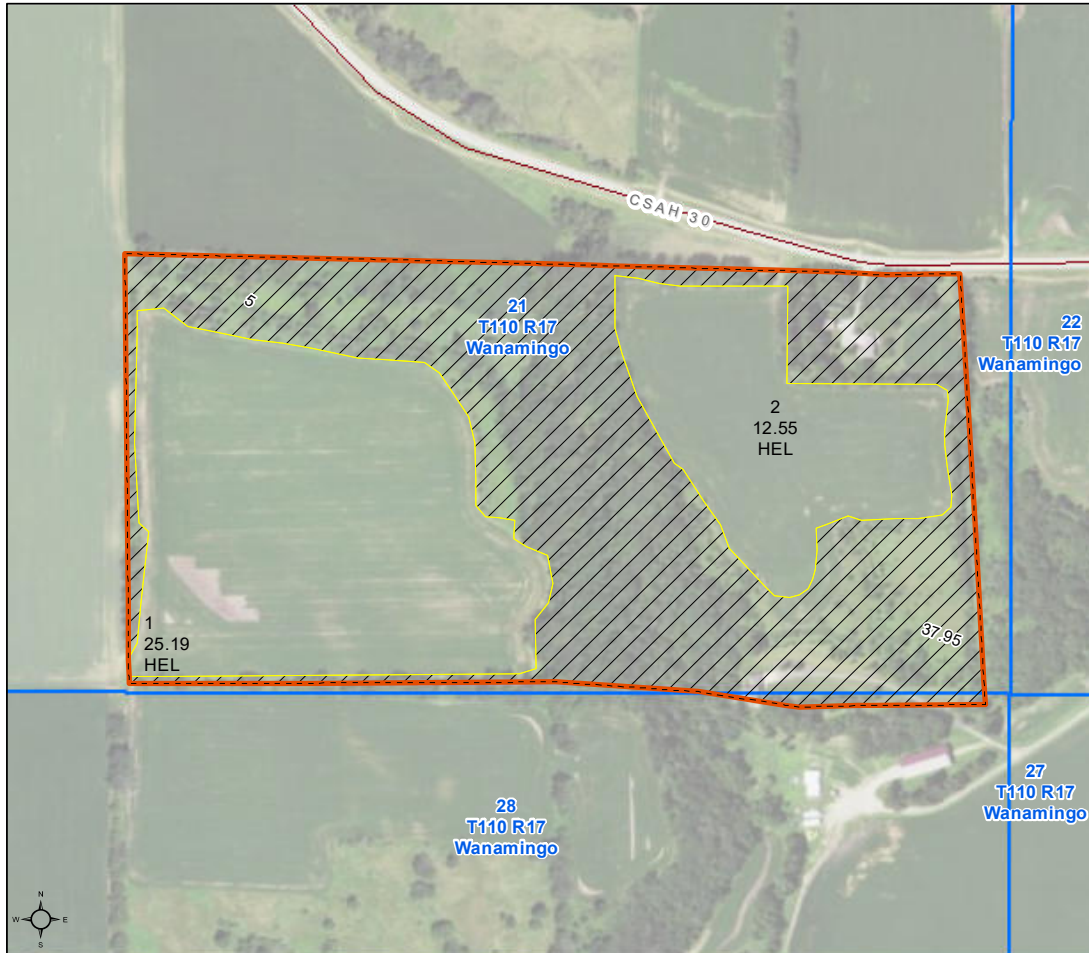 CSAH 30
5
21
T110 R17
Wanamingo
22
T110 R17
Wanamingo
2
12.55
HEL
1
25.19
HEL
37.95
28
T110 R17
Wanamingo
27
T110 R17
Wanamingo
N
W E
S